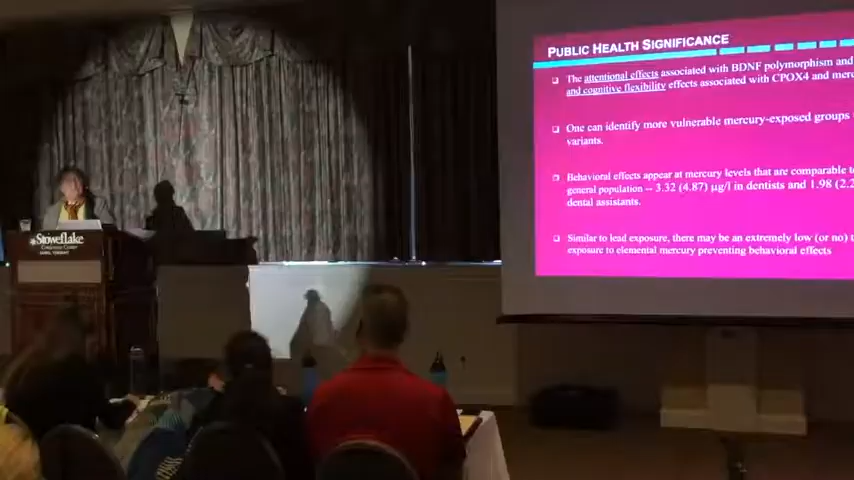 PUBLIC HEALTH SIGNIFICANCE
The attentional effects associated with BDNF polymorphism and
and cognitive flexibility effects associated with CPOX4 and merc
One can identify more vulnerable mercury-exposed groups
variants.
Behavioral effects appear at mercury levels that are comparable t
general population -- 3.32 (4.87) µg/l in dentists and 1.98 (2.2
dental assistants.
Similar to lead exposure, there may be an extremely low (or no) t
exposure to elemental mercury preventing behavioral effects
Stoweflake